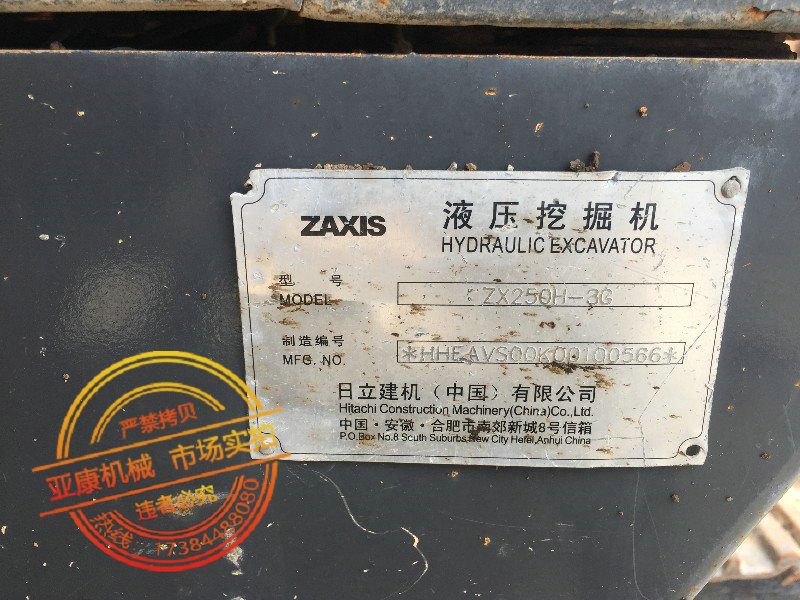 ZAXIS
液压挖掘机
HYDRAULIC EXCAVATOR
型 号
MODEL
ZX250H-3G
制造编号
MFG. NO.
*HHEAVS00K00100566*
日立建机(中国)有限公司
Hitachi Construction Machinery(China)Co.,Ltd.
中国·安徽·合肥市南郊新城8号信箱
P.O.Box No.8 South Suburbs New City Hefei,Anhui China
严禁拷贝
亚康机械 市场实拍
违者必究
热线 17384488080